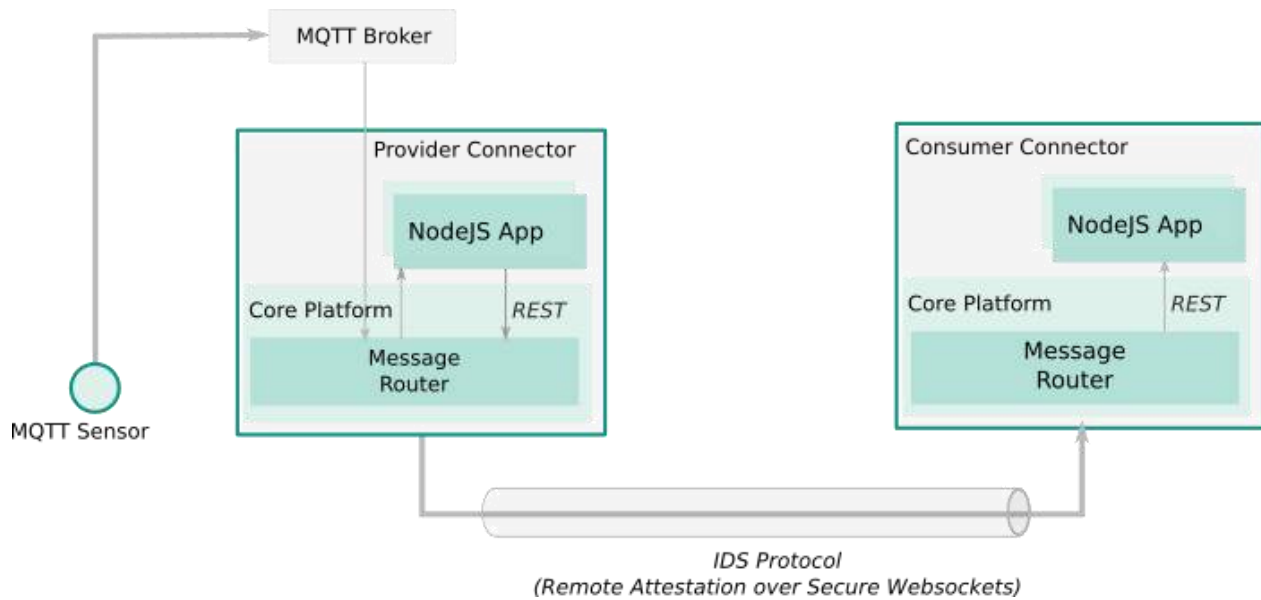 MQTT Broker
Provider Connector
NodeJS App
Core Platform
REST
Message
Router
MQTT Sensor
Consumer Connector
NodeJS App
Core Platform
REST
Message
Router
IDS Protocol
(Remote Attestation over Secure Websockets)